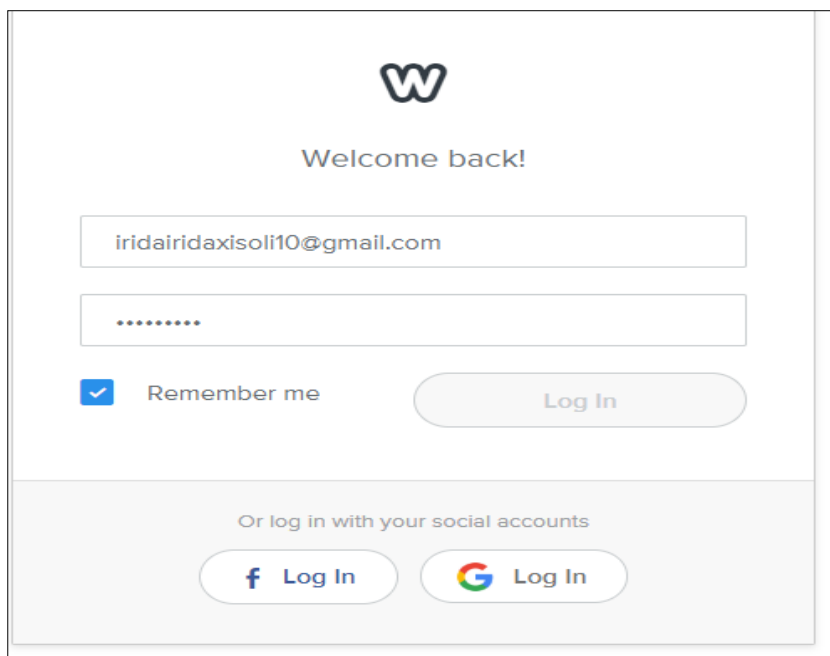 W
Welcome back!
iridairidaxisoli10@gmail.com
•••••••••
Remember me
Log In
Or log in with your social accounts
f Log In
G Log In